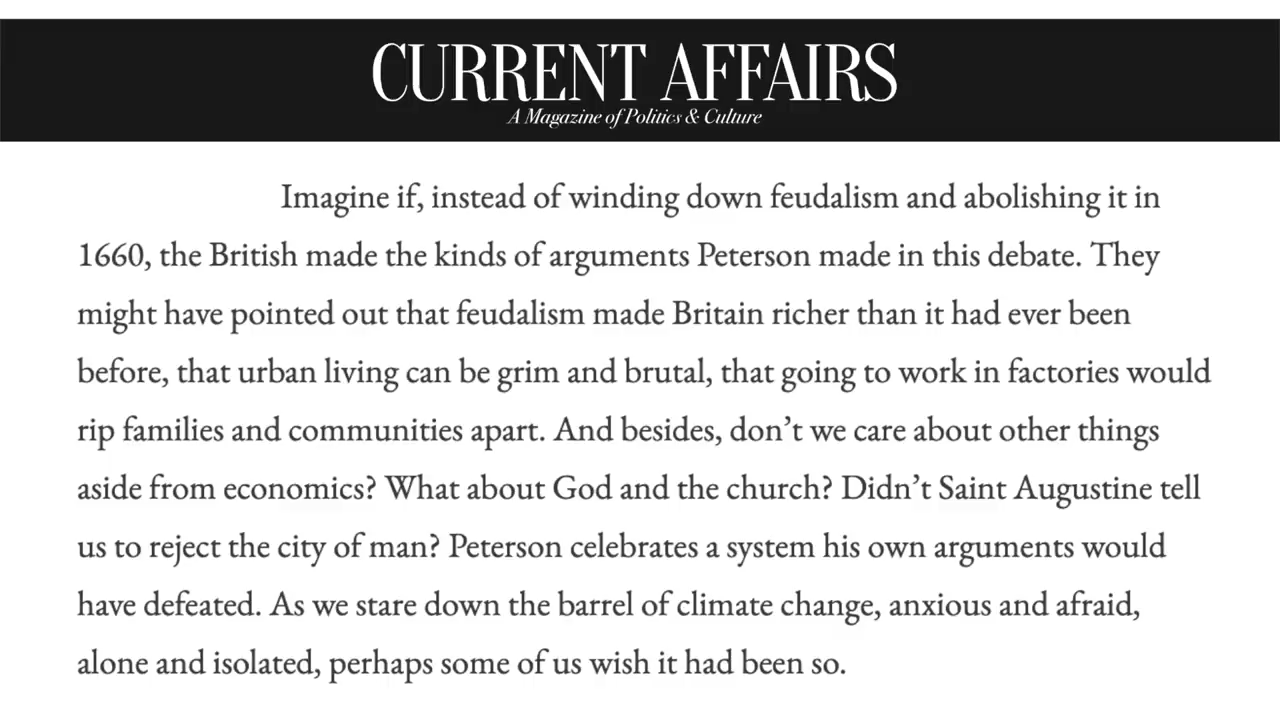 CURRENT AFFAIRS
A Magazine of Politics & Culture
Imagine if, instead of winding down feudalism and abolishing it in
1660, the British made the kinds of arguments Peterson made in this debate. They
might have pointed out that feudalism made Britain richer than it had ever been
before, that urban living can be grim and brutal, that going to work in factories would
rip families and communities apart. And besides, don’t we care about other things
aside from economics? What about God and the church? Didn’t Saint Augustine tell
us to reject the city of man? Peterson celebrates a system his own arguments would
have defeated. As we stare down the barrel of climate change, anxious and afraid,
alone and isolated, perhaps some of us wish it had been so.